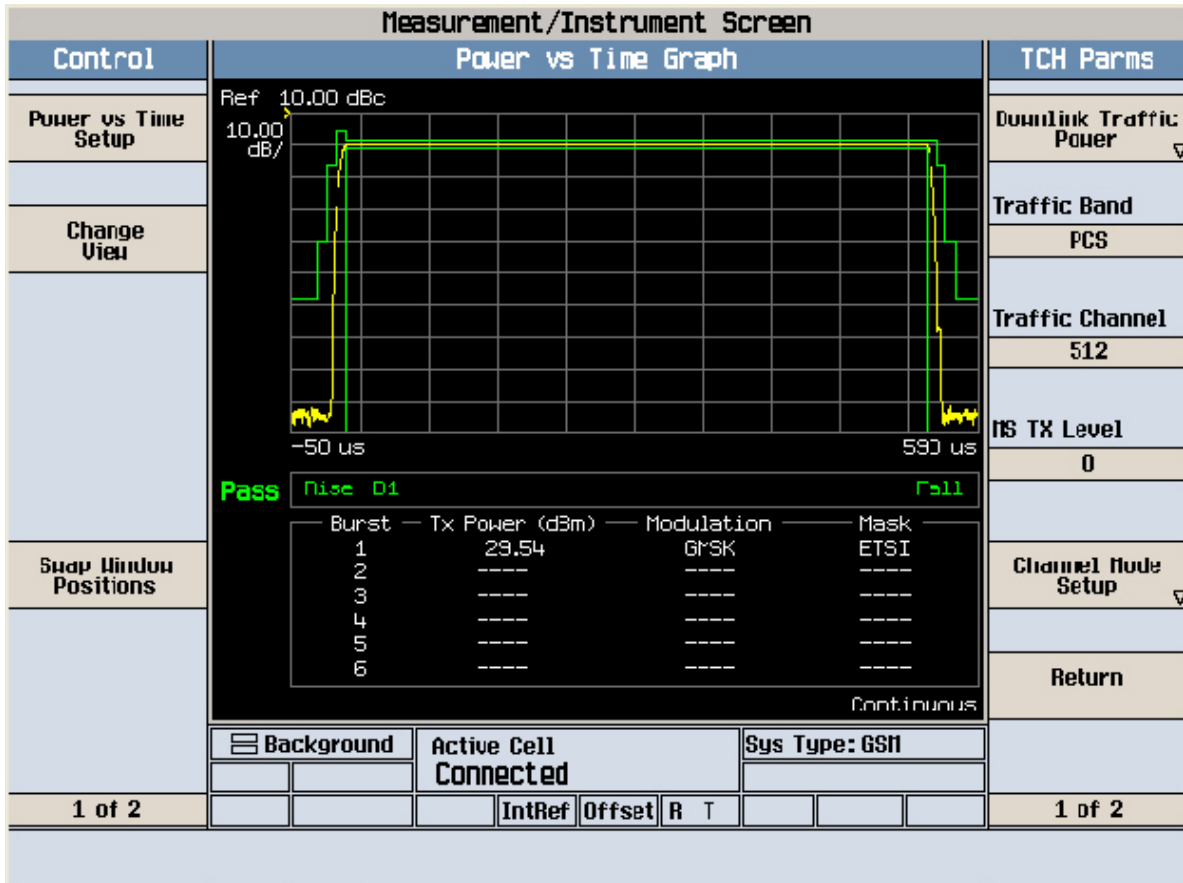 Measurement/Instrument Screen
Control
Power vs Time Graph
TCH Parms
Power vs Time
Setup
Change
View
Swap Window
Positions
1 of 2
Ref 10.00 dBc
10.00
dB/
-50 us
590 us
Pass
Rise 01
Fall
Burst Tx Power (dBm) Modulation Mask
1 29.54 GMSK ETSI
2 ---- ---- ----
3 ---- ---- ----
4 ---- ---- ----
5 ---- ---- ----
6 ---- ---- ----
Continuous
Background
Active Cell
Connected
Sys Type: GSM
IntRef
Offset
R T
Downlink Traffic
Power
Traffic Band
PCS
Traffic Channel
512
MS TX Level
0
Channel Mode
Setup
Return
1 of 2